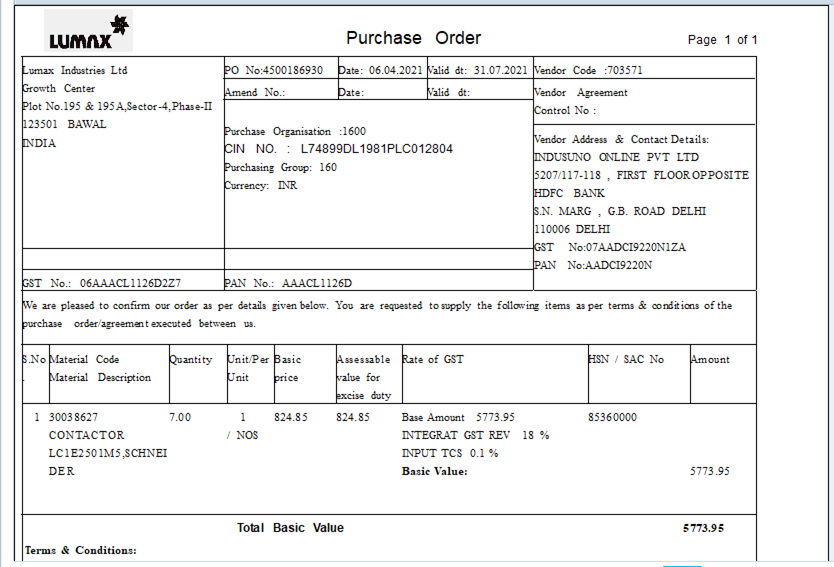 LUMAX
Purchase Order
Page 1 of 1
Lumax Industries Ltd
Growth Center
Plot No.195 & 195A,Sector-4,Phase-II
123501 BAWAL
INDIA
PO No:4500186930 Date: 06.04.2021 Valid dt: 31.07.2021
Amend No.: Date: Valid dt:
Purchase Organisation :1600
CIN NO. : L74899DL1981PLC012804
Purchasing Group: 160
Currency: INR
Vendor Code :703571
Vendor Agreement
Control No :
Vendor Address & Contact Details:
INDUSUNO ONLINE PVT LTD
5207/117-118 , FIRST FLOOR OPPOSITE
HDFC BANK
S.N. MARG , G.B. ROAD DELHI
110006 DELHI
GST No:07AADCI9220N1ZA
PAN No:AADCI9220N
GST No.: 06AAACL1126D2Z7 PAN No.: AAACL1126D
We are pleased to confirm our order as per details given below. You are requested to supply the following items as per terms & conditions of the
purchase order/agreement executed between us.
S.No Material Code Quantity Unit/Per Basic Assessable Rate of GST HSN / SAC No Amount
. Material Description Unit price value for
excise duty
1 30038627 7.00 1 824.85 824.85 Base Amount 5773.95 85360000
CONTACTOR / NOS INTEGRAT GST REV 18 %
LC1E2501M5,SCHNEI INPUT TCS 0.1 %
DER Basic Value: 5773.95
Total Basic Value 5773.95
Terms & Conditions: